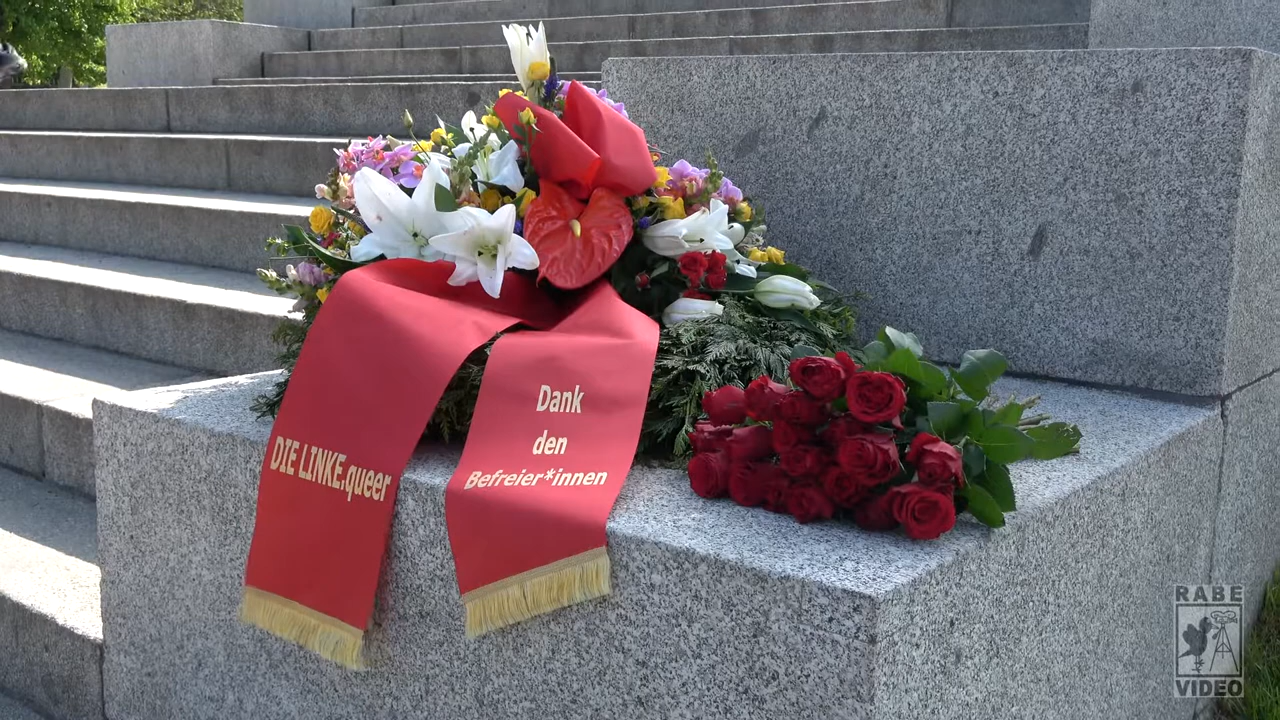 DIE LINKE.queer
Dank
den
Befreier*innen
RABE
VIDEO